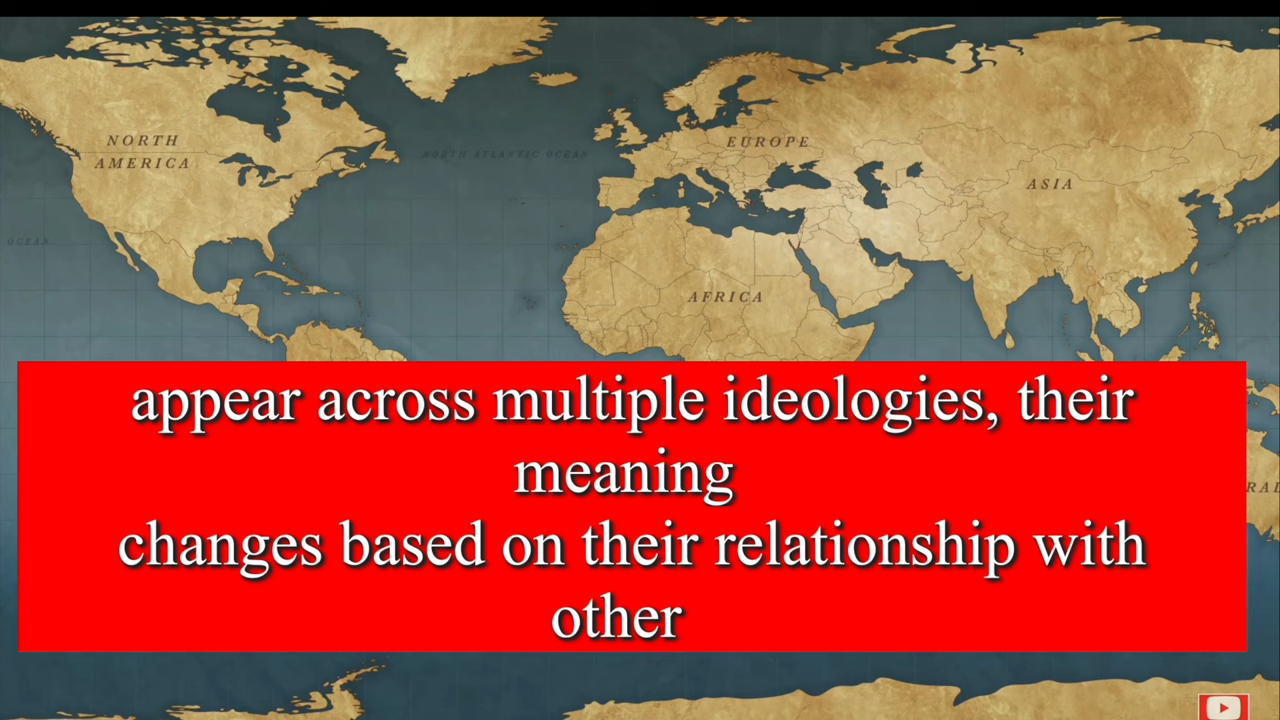 NORTH
AMERICA
NORTH ATLANTIC OCEAN
EUROPE
ASIA
OCEAN
AFRICA
appear across multiple ideologies, their
meaning
changes based on their relationship with
other